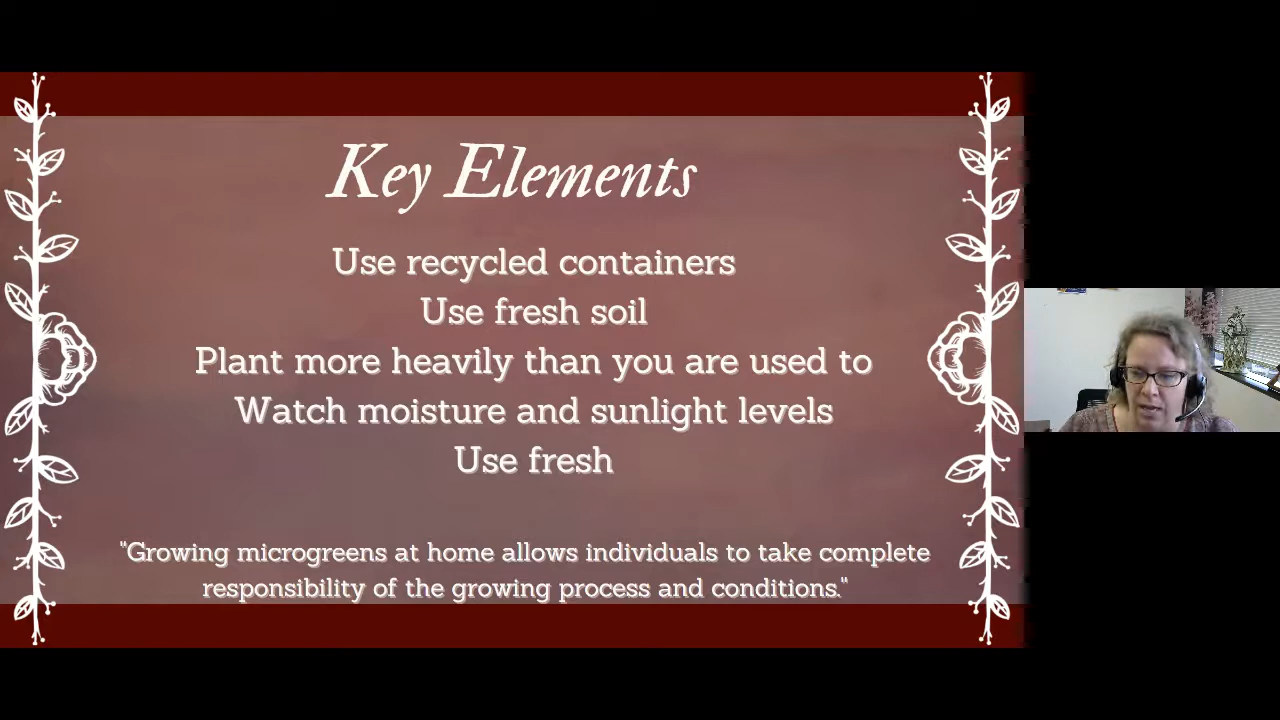 Key Elements
Use recycled containers
Use fresh soil
Plant more heavily than you are used to
Watch moisture and sunlight levels
Use fresh
"Growing microgreens at home allows individuals to take complete
responsibility of the growing process and conditions."